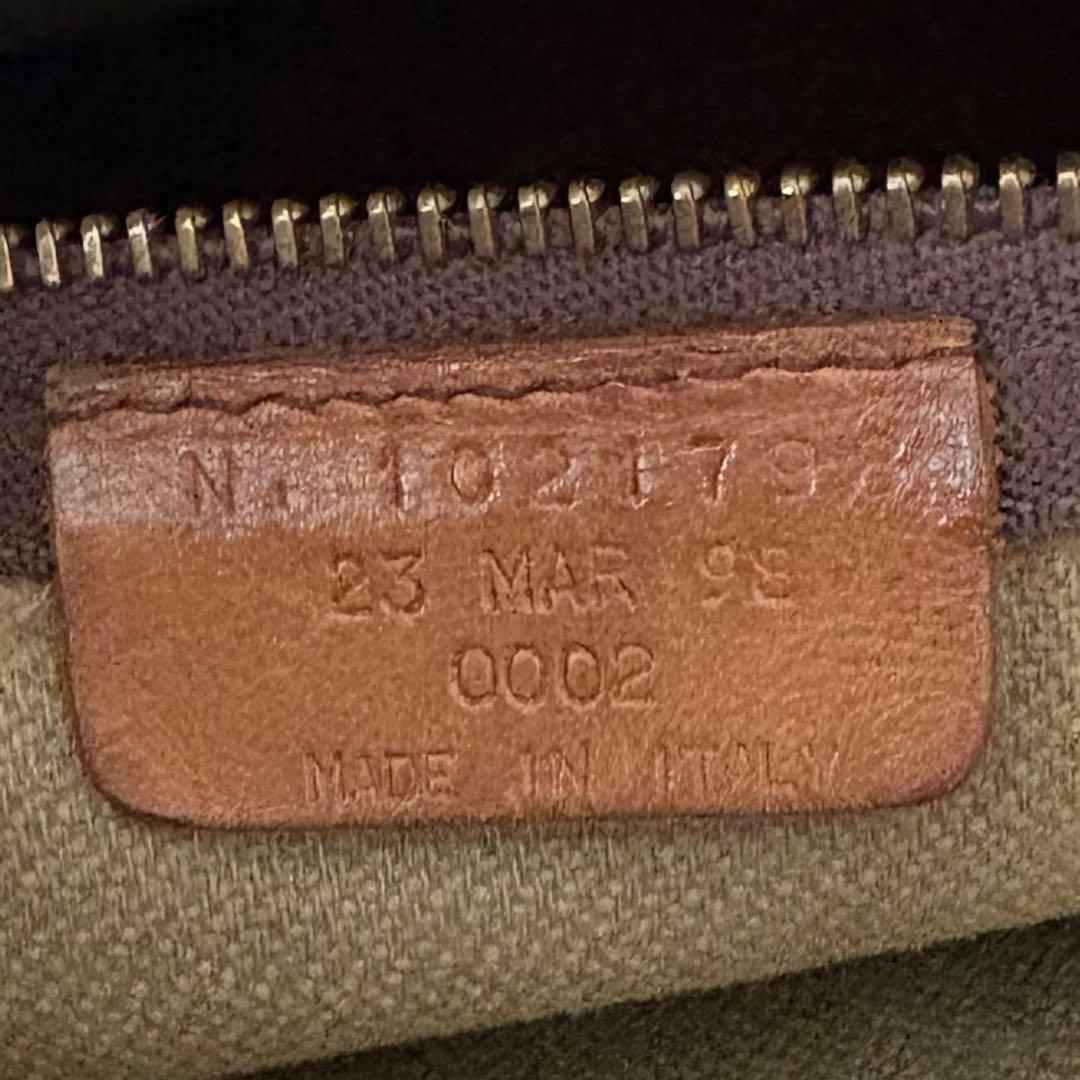 N. 102179
23 MAR
0002
MADE IN ITALY